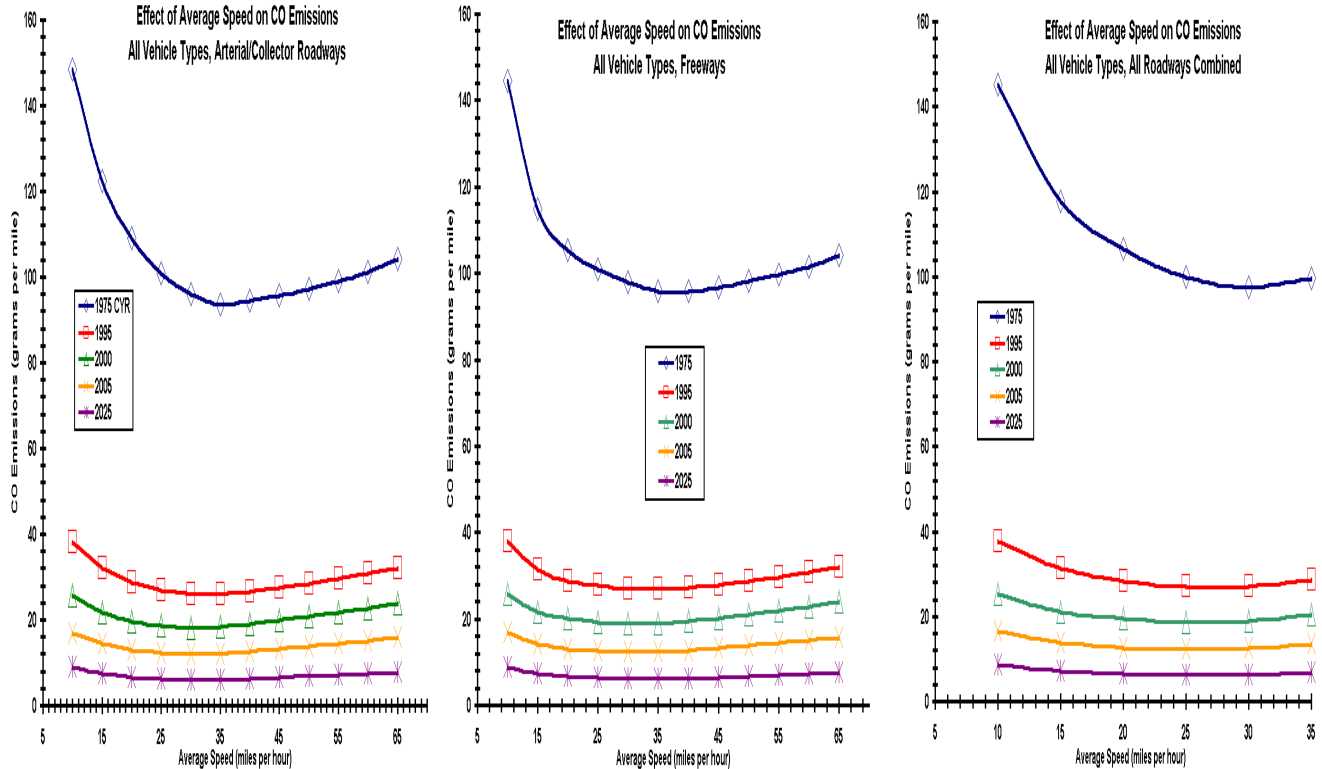 Effect of Average Speed on CO Emissions
All Vehicle Types, Arterial/Collector Roadways
CO Emissions (grams per mile)
160
140
120
100
80
60
40
20
0
1975 CYR
1995
2000
2005
2025
5 15 25 35 45 55 65
Average Speed (miles per hour)
Effect of Average Speed on CO Emissions
All Vehicle Types, Freeways
CO Emissions (grams per mile)
160
140
120
100
80
60
40
20
0
1975
1995
2000
2005
2025
5 15 25 35 45 55 65
Average Speed (miles per hour)
Effect of Average Speed on CO Emissions
All Vehicle Types, All Roadways Combined
CO Emissions (grams per mile)
160
140
120
100
80
60
40
20
0
1975
1995
2000
2005
2025
5 10 15 20 25 30 35
Average Speed (miles per hour)